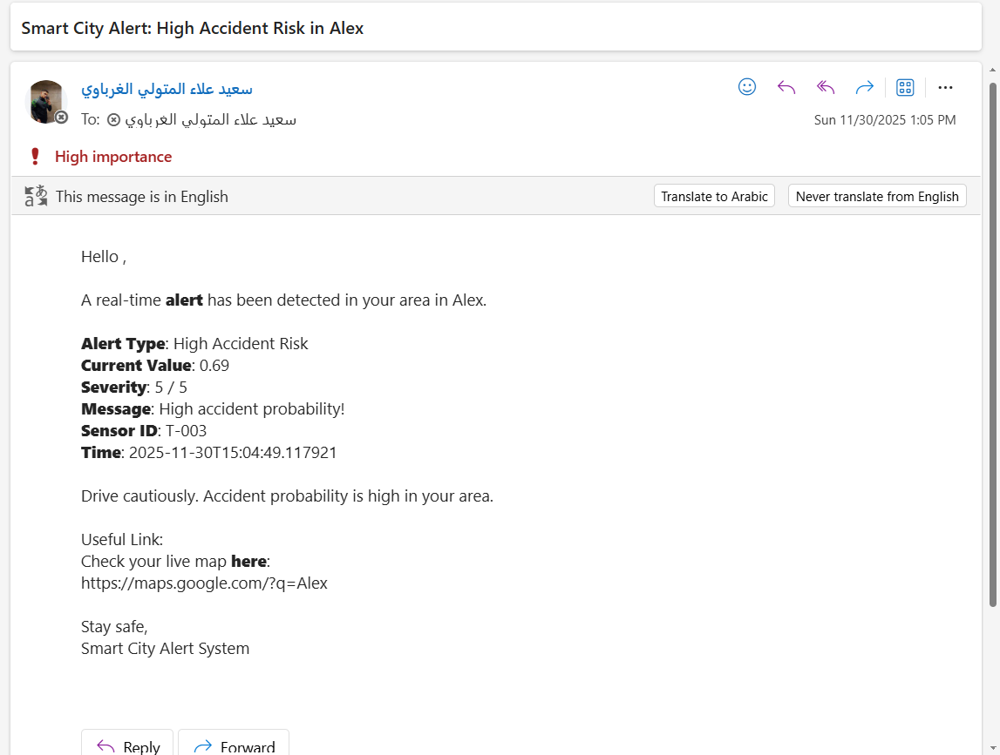 Smart City Alert: High Accident Risk in Alex
سعيد علاء المتولي الغرباوي
To: سعيد علاء المتولي الغرباوي
Sun 11/30/2025 1:05 PM
High importance
This message is in English
Translate to Arabic
Never translate from English
Hello ,
A real-time alert has been detected in your area in Alex.
Alert Type: High Accident Risk
Current Value: 0.69
Severity: 5 / 5
Message: High accident probability!
Sensor ID: T-003
Time: 2025-11-30T15:04:49.117921
Drive cautiously. Accident probability is high in your area.
Useful Link:
Check your live map here:
https://maps.google.com/?q=Alex
Stay safe,
Smart City Alert System
Reply
Forward